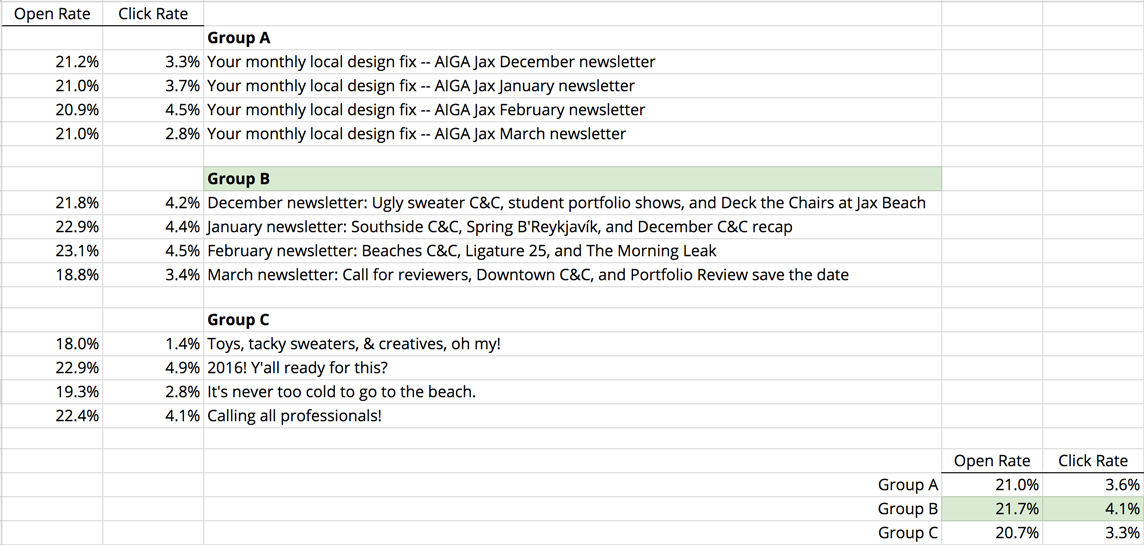 Open Rate Click Rate
Group A
21.2% 3.3% Your monthly local design fix -- AIGA Jax December newsletter
21.0% 3.7% Your monthly local design fix -- AIGA Jax January newsletter
20.9% 4.5% Your monthly local design fix -- AIGA Jax February newsletter
21.0% 2.8% Your monthly local design fix -- AIGA Jax March newsletter
Group B
21.8% 4.2% December newsletter: Ugly sweater C&C, student portfolio shows, and Deck the Chairs at Jax Beach
22.9% 4.4% January newsletter: Southside C&C, Spring B'Reykjavík, and December C&C recap
23.1% 4.5% February newsletter: Beaches C&C, Ligature 25, and The Morning Leak
18.8% 3.4% March newsletter: Call for reviewers, Downtown C&C, and Portfolio Review save the date
Group C
18.0% 1.4% Toys, tacky sweaters, & creatives, oh my!
22.9% 4.9% 2016! Y'all ready for this?
19.3% 2.8% It's never too cold to go to the beach.
22.4% 4.1% Calling all professionals!
Open Rate Click Rate
Group A 21.0% 3.6%
Group B 21.7% 4.1%
Group C 20.7% 3.3%